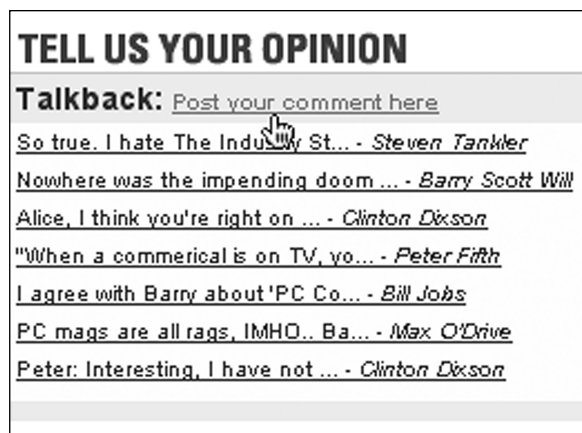 TELL US YOUR OPINION
Talkback: Post your comment here
So true. I hate The Industry St... - Steven Tankler
Nowhere was the impending doom ... - Barry Scott Will
Alice, I think you're right on ... - Clinton Dixson
"When a commerical is on TV, yo... - Peter Fifth
I agree with Barry about 'PC Co... - Bill Jobs
PC mags are all rags, IMHO.. Ba... - Max O'Drive
Peter: Interesting, I have not ... - Clinton Dixson